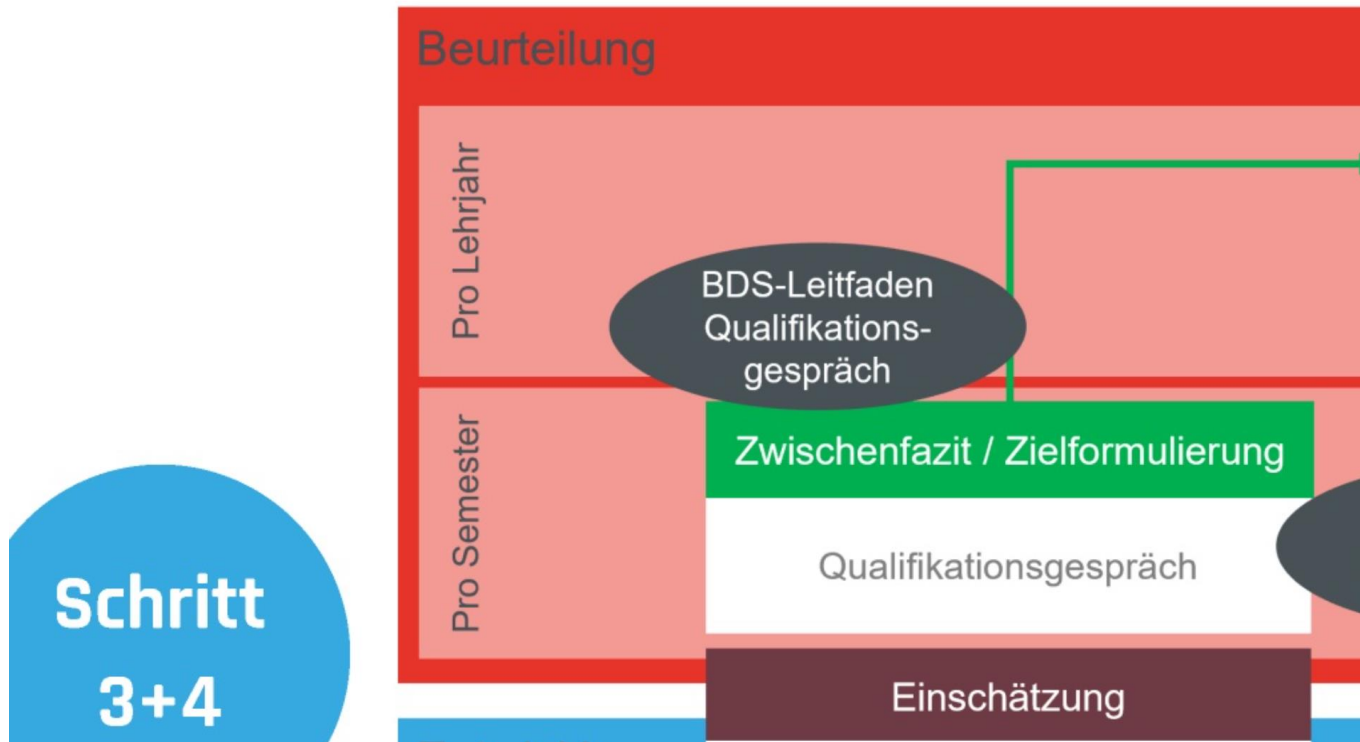 Beurteilung
Pro Lehrjahr
BDS-Leitfaden
Qualifikations-
gespräch
Pro Semester
Zwischenfazit / Zielformulierung
Qualifikationsgespräch
Einschätzung
Schritt
3+4